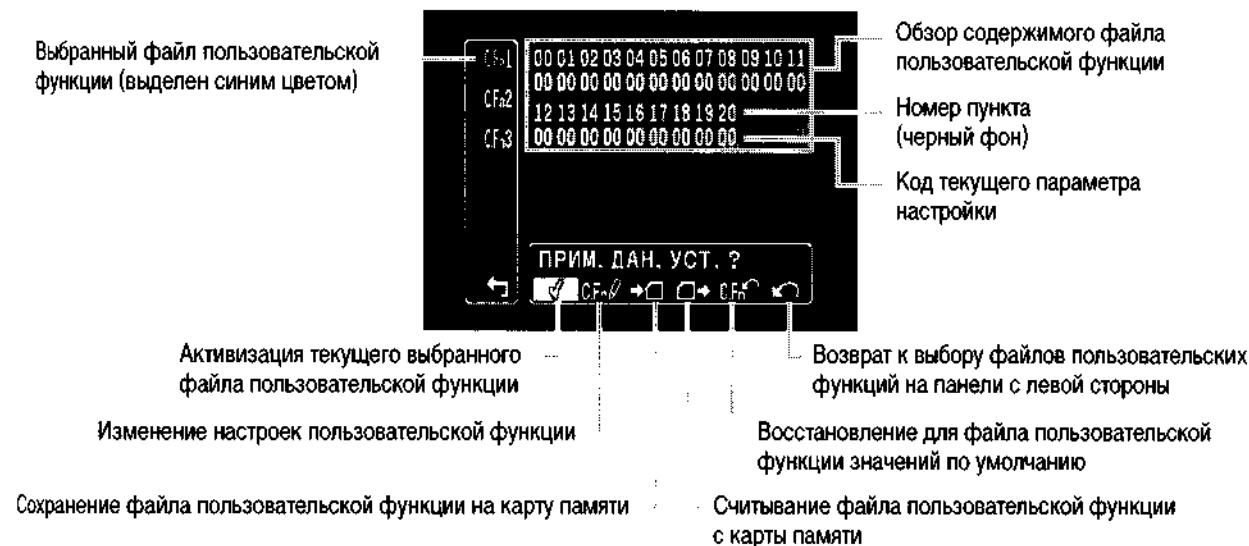 Выбранный файл пользовательской
функции (выделен синим цветом)
C.Fn1
C.Fn2
C.Fn3
00 01 02 03 04 05 06 07 08 09 10 11
00 00 00 00 00 00 00 00 00 00 00 00
12 13 14 15 16 17 18 19 20
00 00 00 00 00 00 00 00 00
Обзор содержимого файла
пользовательской функции
Номер пункта
(черный фон)
Код текущего параметра
настройки
ПРИМ. ДАН. УСТ. ?
C.Fn
C.Fn
Активизация текущего выбранного
файла пользовательской функции
Возврат к выбору файлов пользовательских
функций на панели с левой стороны
Изменение настроек пользовательской функции
Восстановление для файла пользовательской
функции значений по умолчанию
Сохранение файла пользовательской функции на карту памяти
Считывание файла пользовательской функции
с карты памяти